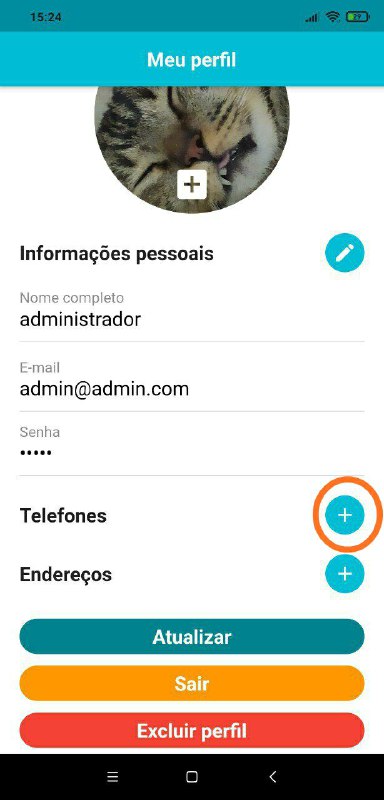 15:24
29
Meu perfil
Informações pessoais
Nome completo
administrador
E-mail
admin@admin.com
Senha
•••••
Telefones
Endereços
Atualizar
Sair
Excluir perfil